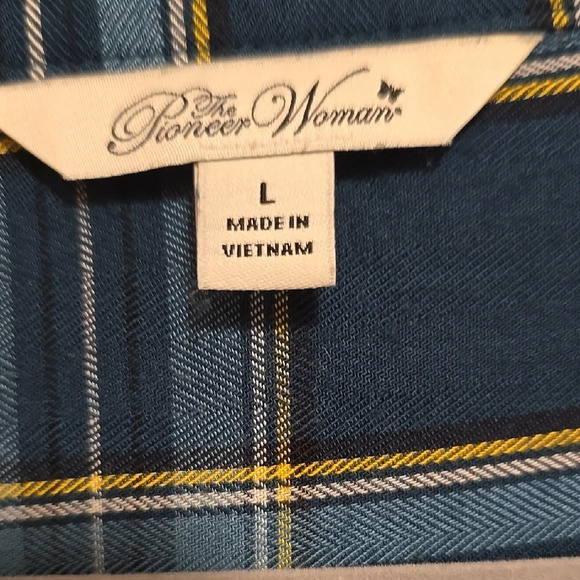 The
Pioneer Woman
L
MADE IN
VIETNAM